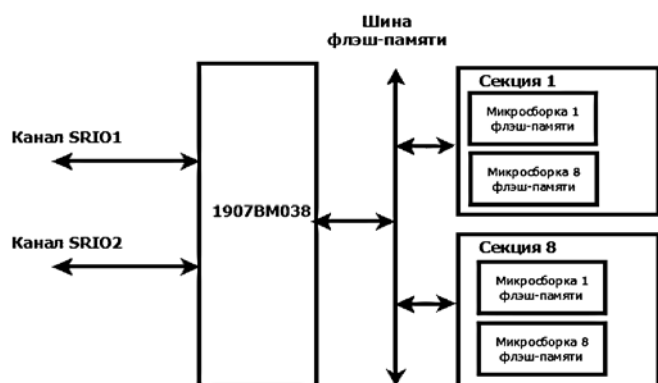 Шина
флэш-памяти
Канал SRIO1
Канал SRIO2
1907ВМ038
Секция 1
Микросборка 1
флэш-памяти
Микросборка 8
флэш-памяти
Секция 8
Микросборка 1
флэш-памяти
Микросборка 8
флэш-памяти